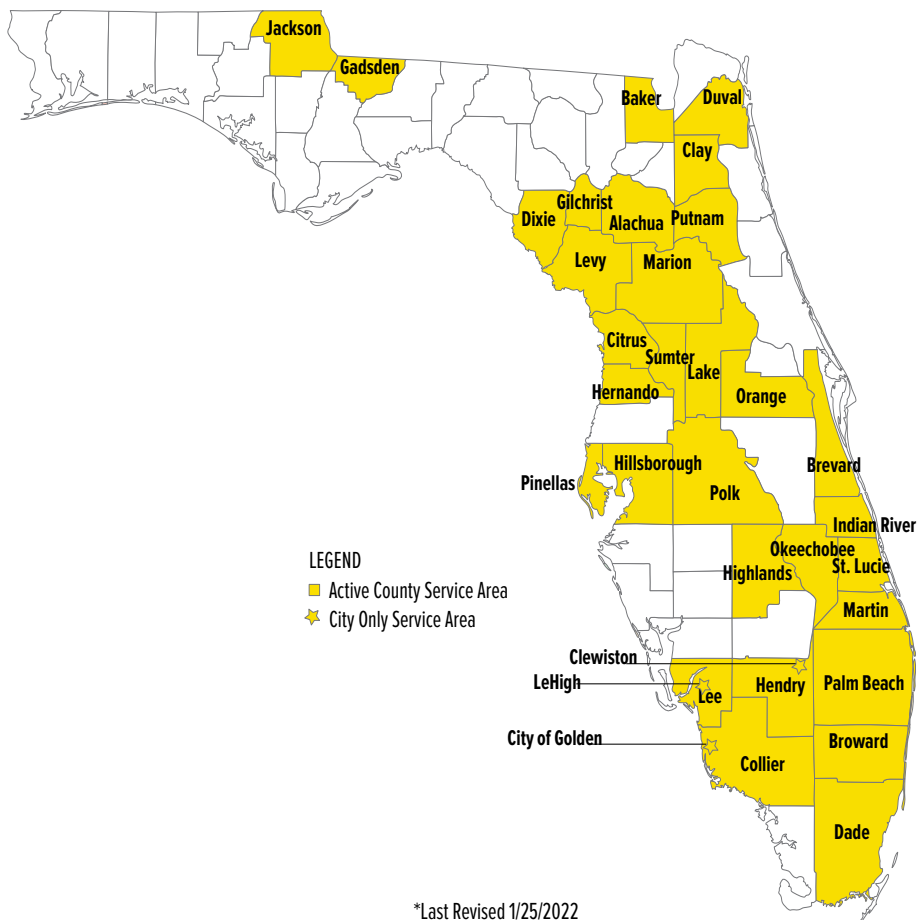 Jackson
Gadsden
Baker
Duval
Clay
Gilchrist
Dixie
Alachua
Putnam
Levy
Marion
Citrus
Sumter
Lake
Hernando
Orange
Hillsborough
Brevard
Pinellas
Polk
Indian River
Okeechobee
St. Lucie
Highlands
Martin
LEGEND
Active County Service Area
City Only Service Area
Clewiston
LeHigh
Lee
Hendry
Palm Beach
City of Golden
Broward
Collier
Dade
*Last Revised 1/25/2022